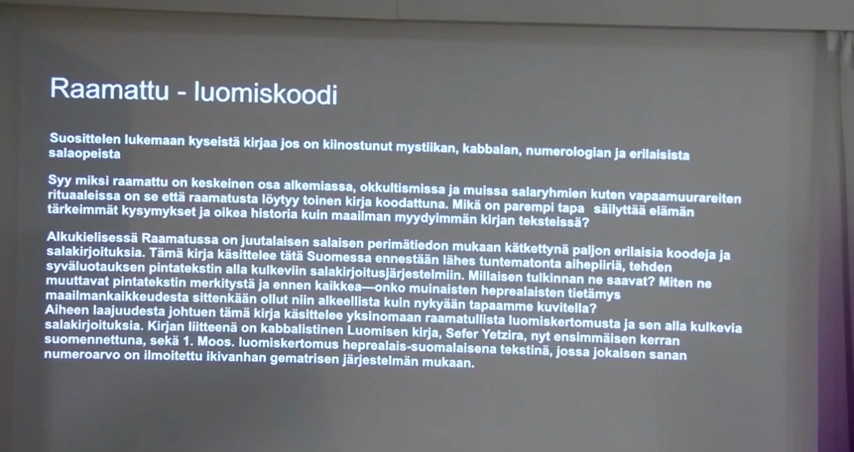 Raamattu - luomiskoodi
Suosittelen lukemaan kyseistä kirjaa jos on kiinostunut mystiikan, kabbalan, numerologian ja erilaisista
salaopeista
Syy miksi raamattu on keskeinen osa alkemiassa, okkultismissa ja muissa salaryhmien kuten vapaamuurareiten
rituaaleissa on se että raamatusta löytyy toinen kirja koodattuna. Mikä on parempi tapa säilyttää elämän
tärkeimmät kysymykset ja oikea historia kuin maailman myydyimmän kirjan teksteissä?
Alkukielisessä Raamatussa on juutalaisen salaisen perimätiedon mukaan kätkettynä paljon erilaisia koodeja ja
salakirjoituksia. Tämä kirja käsittelee tätä Suomessa ennestään lähes tuntematonta aihepiiriä, tehden
syväluotauksen pintatekstin alla kulkeviin salakirjoitusjärjestelmiin. Millaisen tulkinnan ne saavat? Miten ne
muuttavat pintatekstin merkitystä ja ennen kaikkea—onko muinaisten heprealaisten tietämys
maailmankaikkeudesta sittenkään ollut niin alkeellista kuin nykyään tapaamme kuvitella?
Aiheen laajuudesta johtuen tämä kirja käsittelee yksinomaan raamatullista luomiskertomusta ja sen alla kulkevia
salakirjoituksia. Kirjan liitteenä on kabbalistinen Luomisen kirja, Sefer Yetzira, nyt ensimmäisen kerran
suomennettuna, sekä 1. Moos. luomiskertomus heprealais-suomalaisena tekstinä, jossa jokaisen sanan
numeroarvo on ilmoitettu ikivanhan gematrisen järjestelmän mukaan.